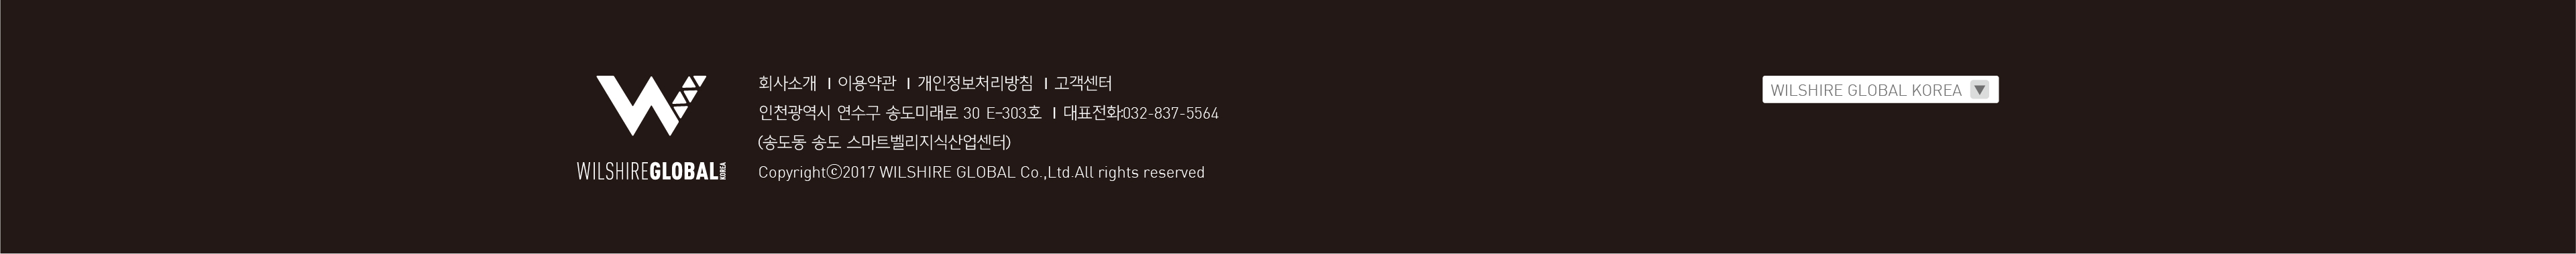 회사소개 I 이용약관 I 개인정보처리방침 I 고객센터
인천광역시 연수구 송도미래로 30 E-303호 I 대표전화:032-837-5564
(송도동 송도 스마트벨리지식산업센터)
Copyrightⓒ2017 WILSHIRE GLOBAL Co.,Ltd.All rights reserved
WILSHIRE GLOBAL KOREA
WILSHIRE GLOBAL KOREA ▼